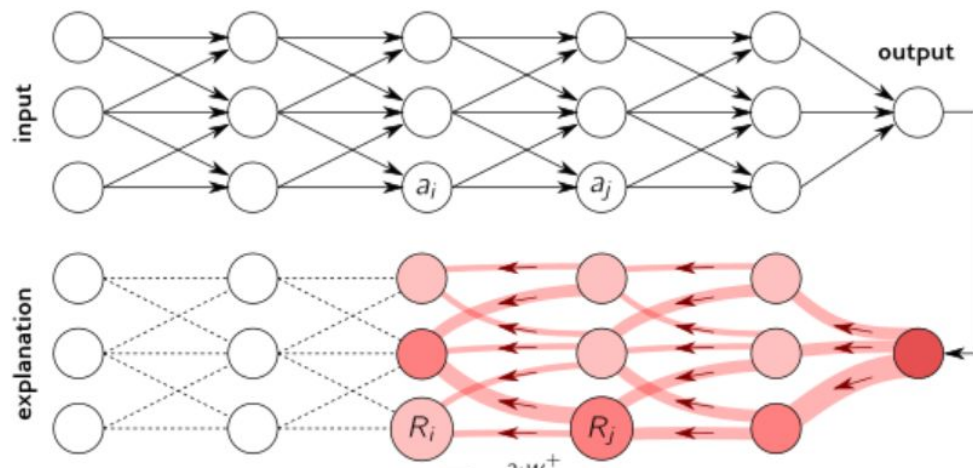 output
input
a_i
a_j
explanation
R_i
R_j